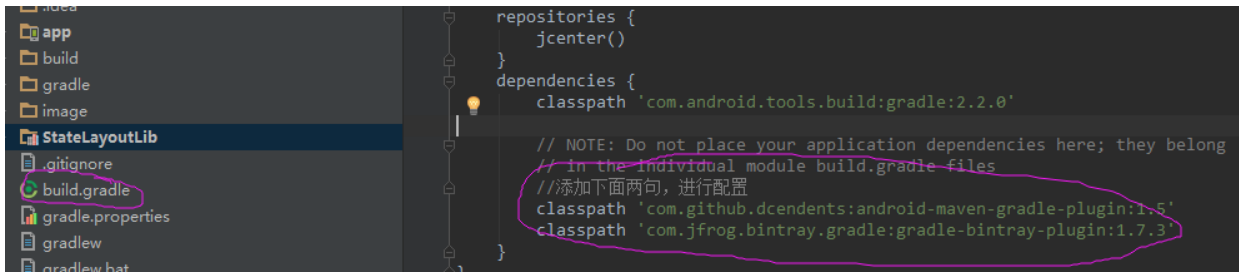 .idea
app
build
gradle
image
StateLayoutLib
.gitignore
build.gradle
gradle.properties
gradlew
gradlew.bat
repositories {
jcenter()
}
dependencies {
classpath 'com.android.tools.build:gradle:2.2.0'
// NOTE: Do not place your application dependencies here; they belong
// in the individual module build.gradle files
//添加下面两句，进行配置
classpath 'com.github.dcendents:android-maven-gradle-plugin:1.5'
classpath 'com.jfrog.bintray.gradle:gradle-bintray-plugin:1.7.3'
}
}